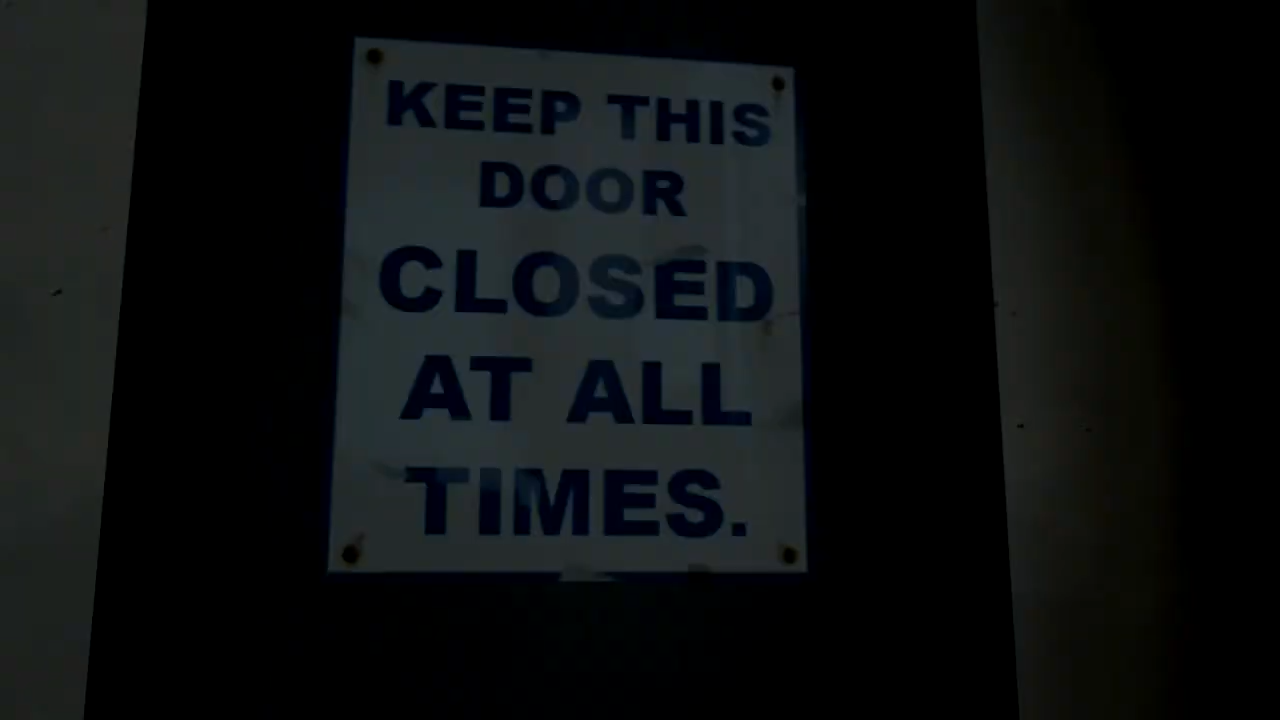 KEEP THIS
DOOR
CLOSED
AT ALL
TIMES.